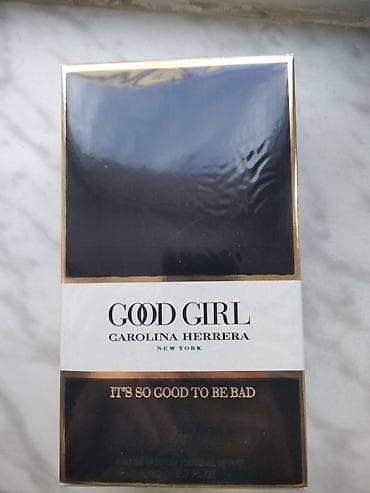 GOOD GIRL
CAROLINA HERRERA
NEW YORK
IT'S SO GOOD TO BE BAD